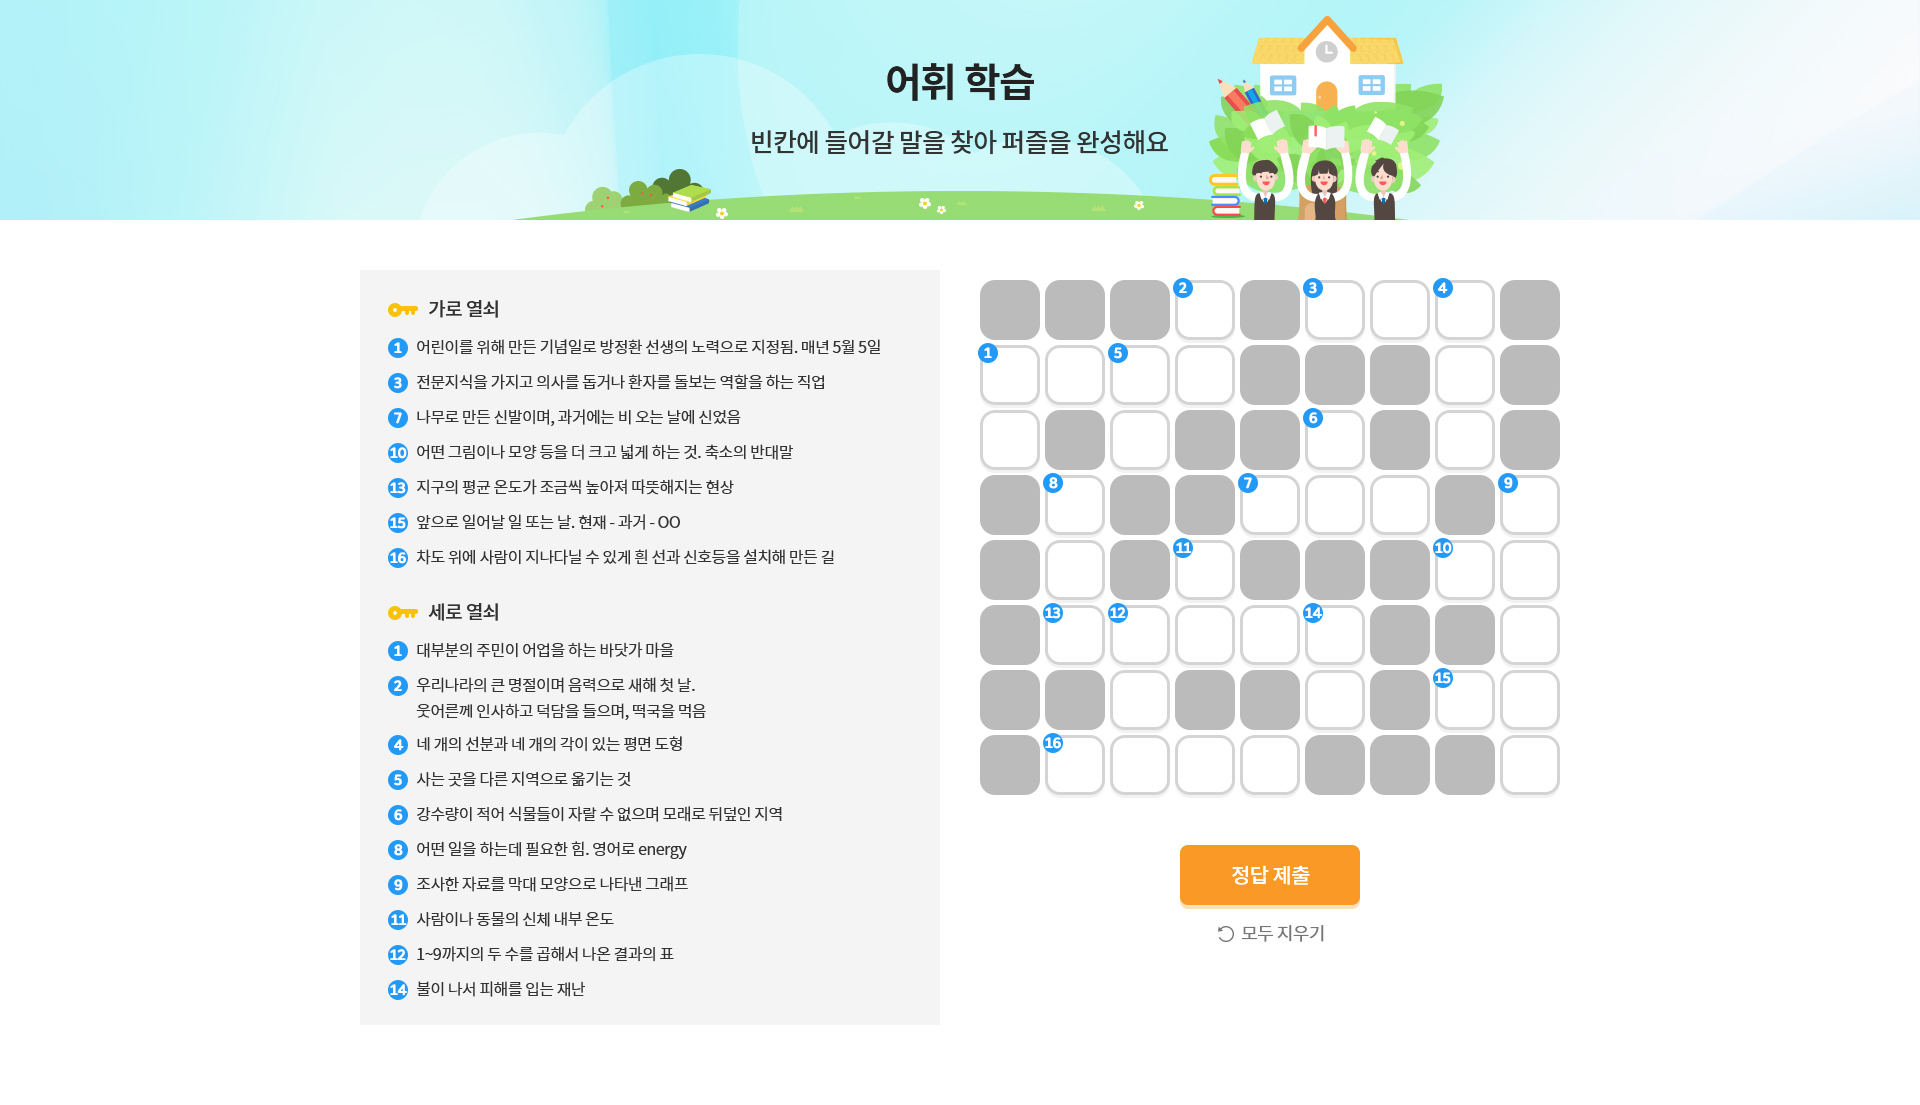 어휘 학습
빈칸에 들어갈 말을 찾아 퍼즐을 완성해요
가로 열쇠
1 어린이를 위해 만든 기념일로 방정환 선생의 노력으로 지정됨. 매년 5월 5일
3 전문지식을 가지고 의사를 돕거나 환자를 돌보는 역할을 하는 직업
7 나무로 만든 신발이며, 과거에는 비 오는 날에 신었음
10 어떤 그림이나 모양 등을 더 크고 넓게 하는 것. 축소의 반대말
13 지구의 평균 온도가 조금씩 높아져 따뜻해지는 현상
15 앞으로 일어날 일 또는 날. 현재 - 과거 - OO
16 차도 위에 사람이 지나다닐 수 있게 흰 선과 신호등을 설치해 만든 길
세로 열쇠
1 대부분의 주민이 어업을 하는 바닷가 마을
2 우리나라의 큰 명절이며 음력으로 새해 첫 날.
웃어른께 인사하고 덕담을 들으며, 떡국을 먹음
4 네 개의 선분과 네 개의 각이 있는 평면 도형
5 사는 곳을 다른 지역으로 옮기는 것
6 강수량이 적어 식물들이 자랄 수 없으며 모래로 뒤덮인 지역
8 어떤 일을 하는데 필요한 힘. 영어로 energy
9 조사한 자료를 막대 모양으로 나타낸 그래프
11 사람이나 동물의 신체 내부 온도
12 1~9까지의 두 수를 곱해서 나온 결과의 표
14 불이 나서 피해를 입는 재난
2 3 4
1 5
6
8 7 9
11 10
13 12 14
15
16
정답 제출
모두 지우기